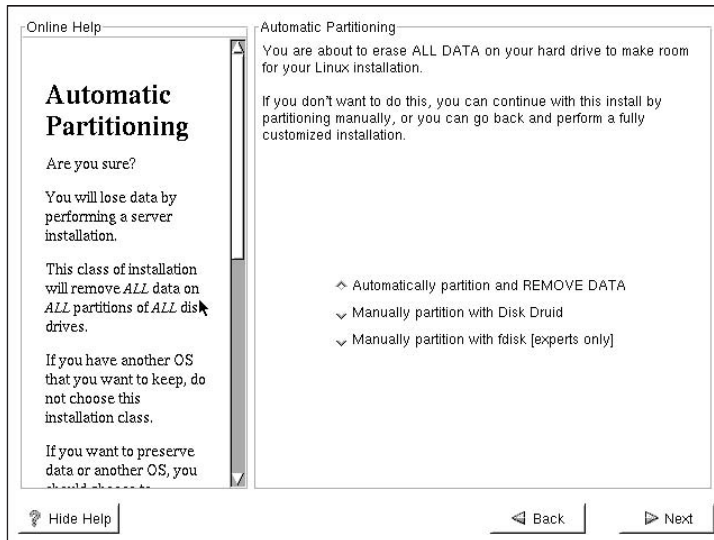 Online Help
Automatic
Partitioning
Are you sure?
You will lose data by
performing a server
installation.
This class of installation
will remove ALL data on
ALL partitions of ALL disk
drives.
If you have another OS
that you want to keep, do
not choose this
installation class.
If you want to preserve
data or another OS, you
should choose to
Automatic Partitioning
You are about to erase ALL DATA on your hard drive to make room
for your Linux installation.
If you don't want to do this, you can continue with this install by
partitioning manually, or you can go back and perform a fully
customized installation.
Automatically partition and REMOVE DATA
Manually partition with Disk Druid
Manually partition with fdisk [experts only]
Hide Help
Back
Next